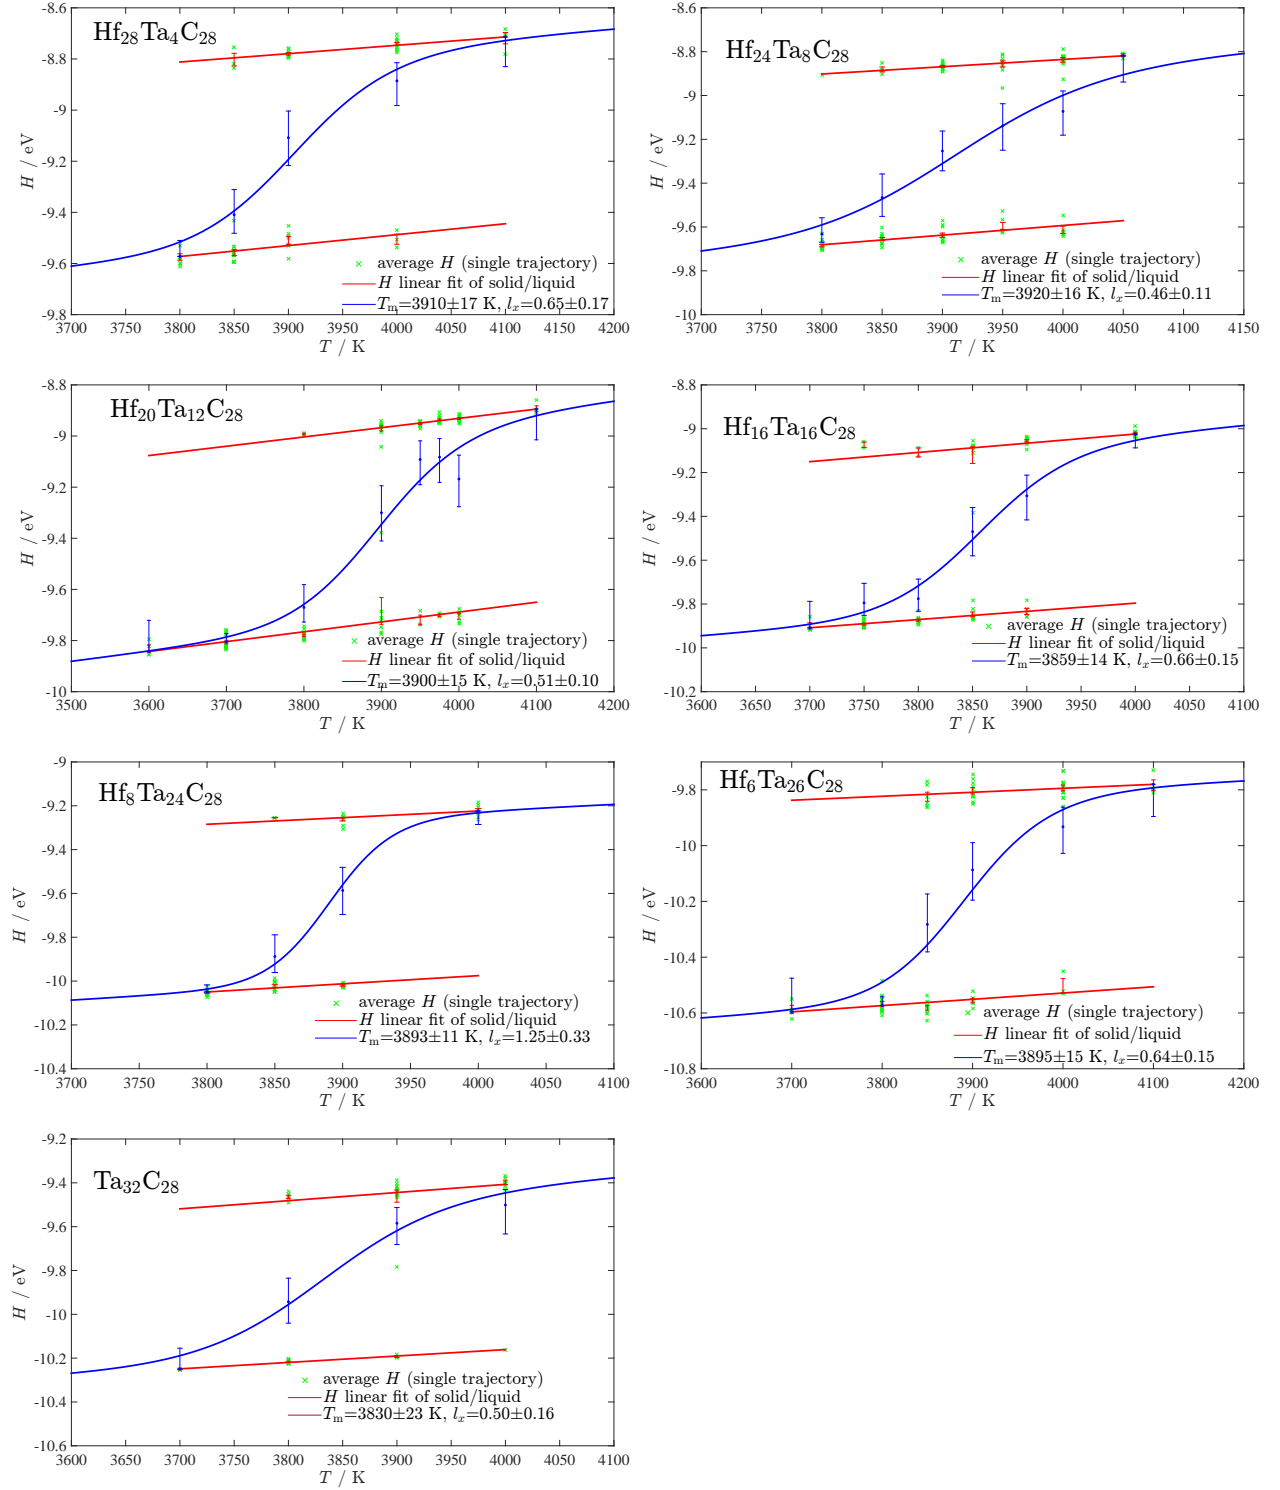 Hf28Ta4C28
H / eV
-8.6
-8.8
-9
-9.2
-9.4
-9.6
-9.8
average H (single trajectory)
H linear fit of solid/liquid
Tm=3910±17 K, lx=0.65±0.17
3700 3750 3800 3850 3900 3950 4000 4050 4100 4150 4200
T / K
Hf24Ta8C28
H / eV
-8.6
-8.8
-9
-9.2
-9.4
-9.6
-9.8
-10
average H (single trajectory)
H linear fit of solid/liquid
Tm=3920±16 K, lx=0.46±0.11
3700 3750 3800 3850 3900 3950 4000 4050 4100 4150
T / K
Hf20Ta12C28
H / eV
-8.8
-9
-9.2
-9.4
-9.6
-9.8
-10
average H (single trajectory)
H linear fit of solid/liquid
Tm=3900±15 K, lx=0.51±0.10
3500 3600 3700 3800 3900 4000 4100 4200
T / K
Hf16Ta16C28
H / eV
-8.8
-9
-9.2
-9.4
-9.6
-9.8
-10
-10.2
average H (single trajectory)
H linear fit of solid/liquid
Tm=3859±14 K, lx=0.66±0.15
3600 3650 3700 3750 3800 3850 3900 3950 4000 4050 4100
T / K
Hf8Ta24C28
H / eV
-9
-9.2
-9.4
-9.6
-9.8
-10
-10.2
-10.4
average H (single trajectory)
H linear fit of solid/liquid
Tm=3893±11 K, lx=1.25±0.33
3700 3750 3800 3850 3900 3950 4000 4050 4100
T / K
Hf6Ta26C28
H / eV
-9.8
-10
-10.2
-10.4
-10.6
-10.8
average H (single trajectory)
H linear fit of solid/liquid
Tm=3895±15 K, lx=0.64±0.15
3600 3700 3800 3900 4000 4100 4200
T / K
Ta32C28
H / eV
-9.2
-9.4
-9.6
-9.8
-10
-10.2
-10.4
-10.6
average H (single trajectory)
H linear fit of solid/liquid
Tm=3830±23 K, lx=0.50±0.16
3600 3650 3700 3750 3800 3850 3900 3950 4000 4050 4100
T / K